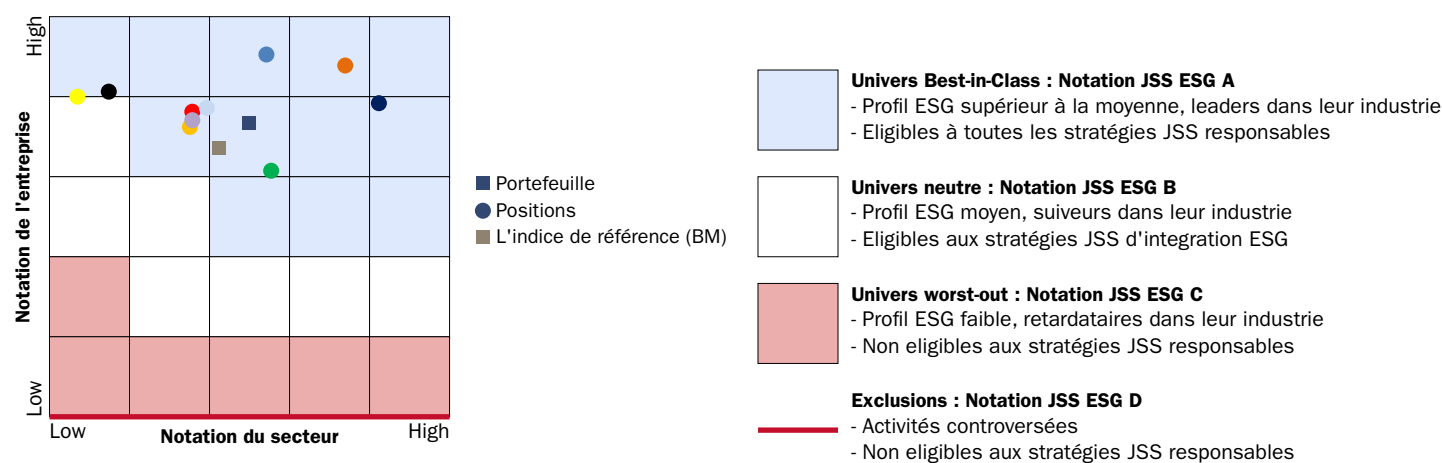 High
Notation de l'entreprise
Low
Low
Notation du secteur
High
Portefeuille
Positions
L'indice de référence (BM)
Univers Best-in-Class : Notation JSS ESG A
- Profil ESG supérieur à la moyenne, leaders dans leur industrie
- Eligibles à toutes les stratégies JSS responsables
Univers neutre : Notation JSS ESG B
- Profil ESG moyen, suiveurs dans leur industrie
- Eligibles aux stratégies JSS d'integration ESG
Univers worst-out : Notation JSS ESG C
- Profil ESG faible, retardataires dans leur industrie
- Non eligibles aux stratégies JSS responsables
Exclusions : Notation JSS ESG D
- Activités controversées
- Non eligibles aux stratégies JSS responsables